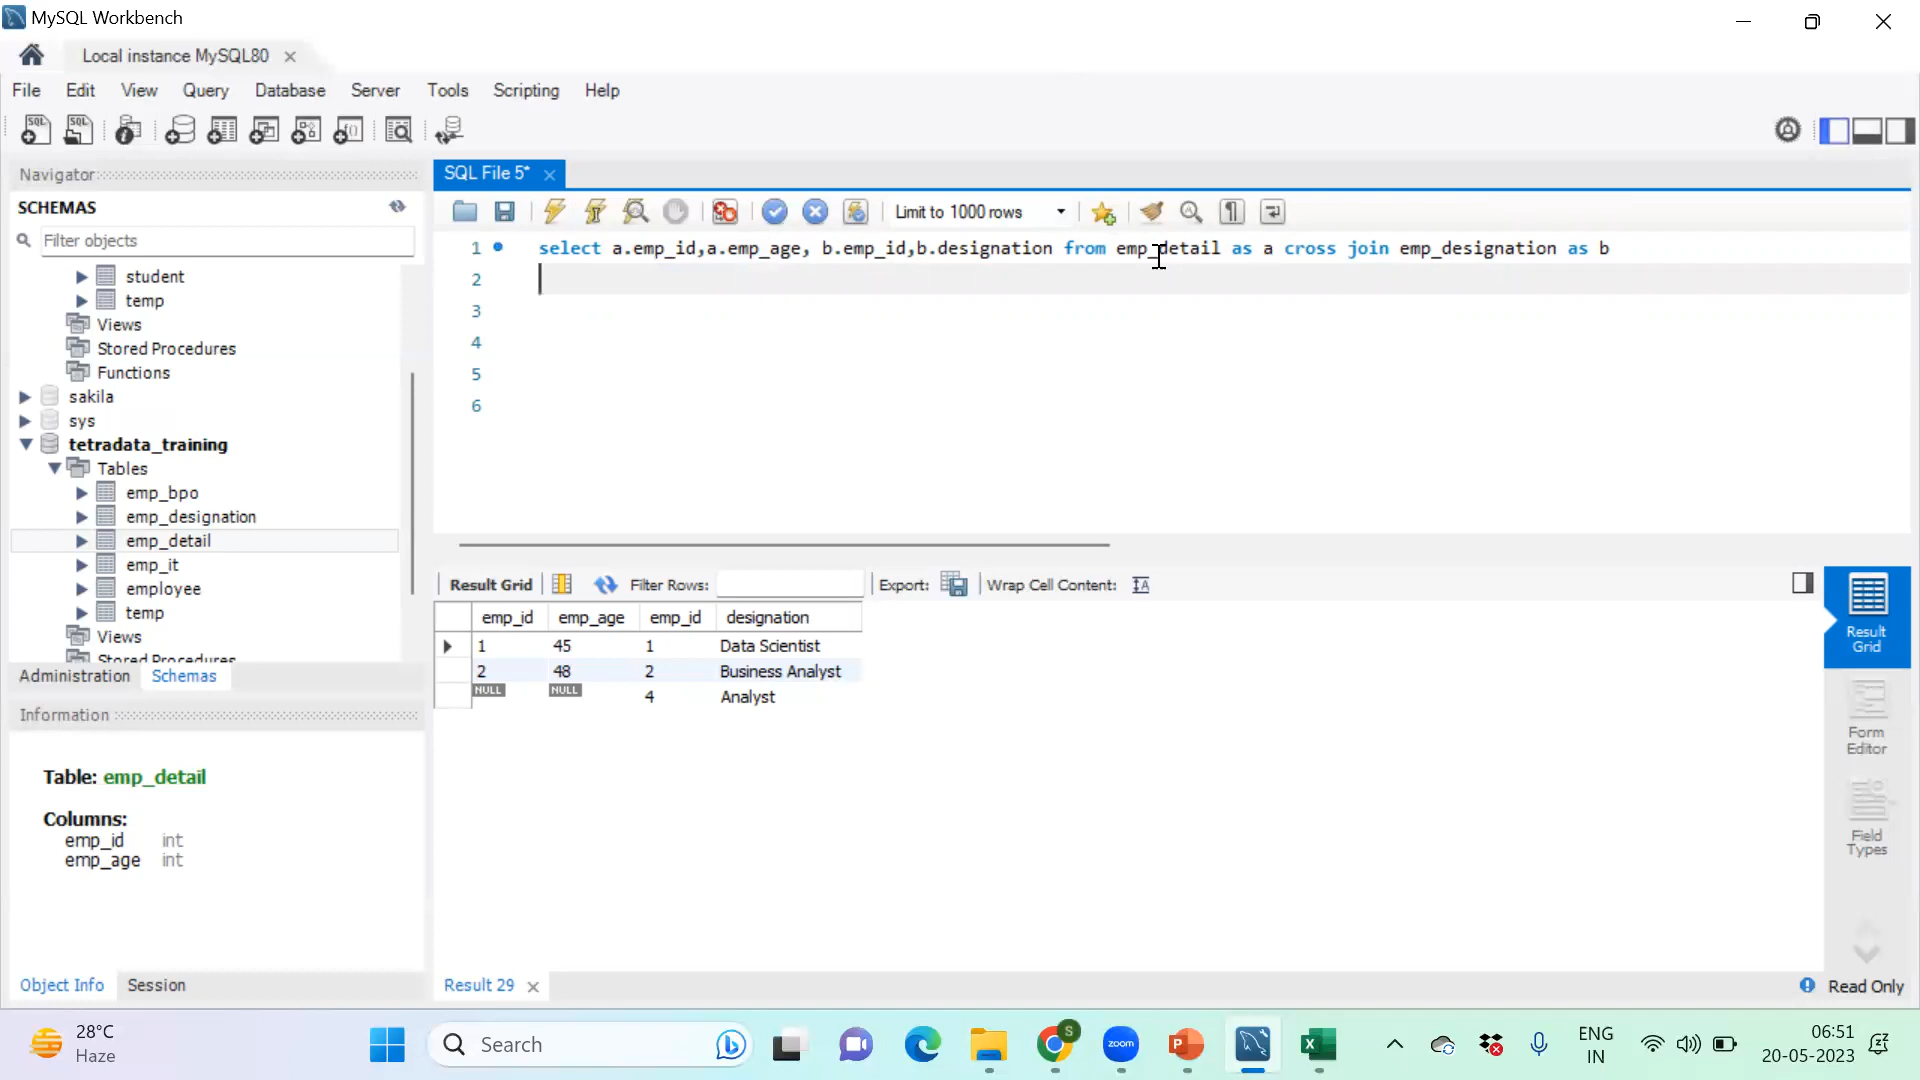 MySQL Workbench
Local instance MySQL80
File Edit View Query Database Server Tools Scripting Help
Navigator
SCHEMAS
Filter objects
student
temp
Views
Stored Procedures
Functions
sakila
sys
tetradata_training
Tables
emp_bpo
emp_designation
emp_detail
emp_it
employee
temp
Views
Stored Procedures
Administration Schemas
Information
Table: emp_detail
Columns:
emp_id int
emp_age int
Object Info Session
SQL File 5*
Limit to 1000 rows
1 select a.emp_id,a.emp_age, b.emp_id,b.designation from emp_detail as a cross join emp_designation as b
2
3
4
5
6
Result Grid Filter Rows: Export: Wrap Cell Content:
emp_id emp_age emp_id designation
1 45 1 Data Scientist
2 48 2 Business Analyst
NULL NULL 4 Analyst
Result Grid
Form Editor
Field Types
Result 29
Read Only
28°C
Haze
Search
S
zoom
P
X
ENG
IN
06:51
20-05-2023